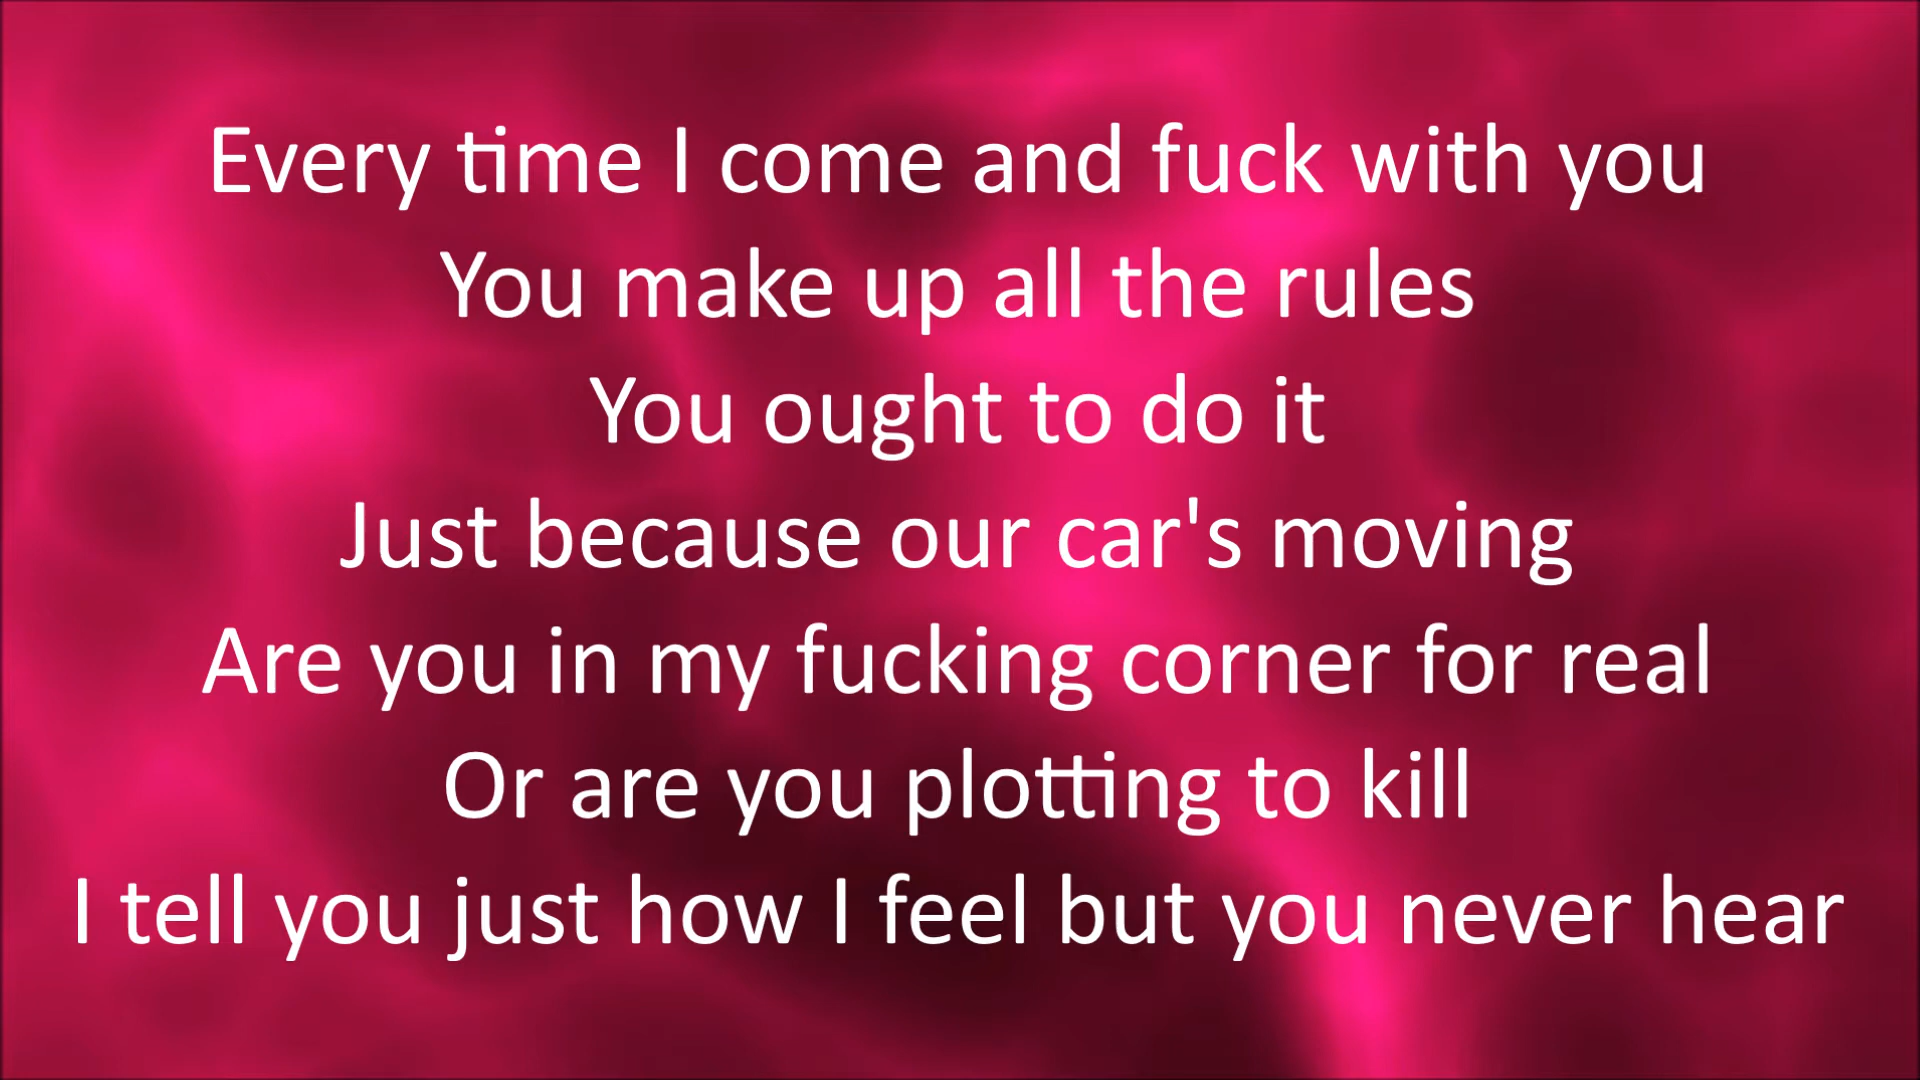 Every time I come and fuck with you
You make up all the rules
You ought to do it
Just because our car's moving
Are you in my fucking corner for real
Or are you plotting to kill
I tell you just how I feel but you never hear